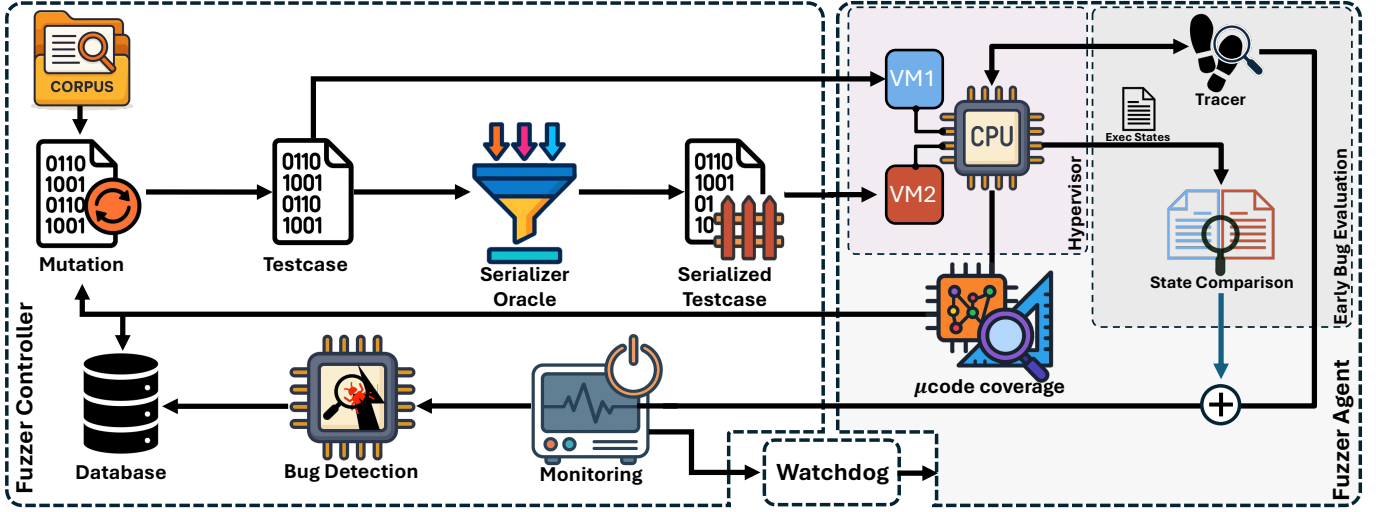 CORPUS
0110
1001
0110
1001
Mutation
0110
1001
0110
1001
Testcase
Serializer
Oracle
0110
1001
01
10
Serialized
Testcase
VM1
VM2
CPU
Hypervisor
Exec States
Tracer
State Comparison
Early Bug Evaluation
μcode coverage
Fuzzer Controller
Database
Bug Detection
Monitoring
Watchdog
Fuzzer Agent